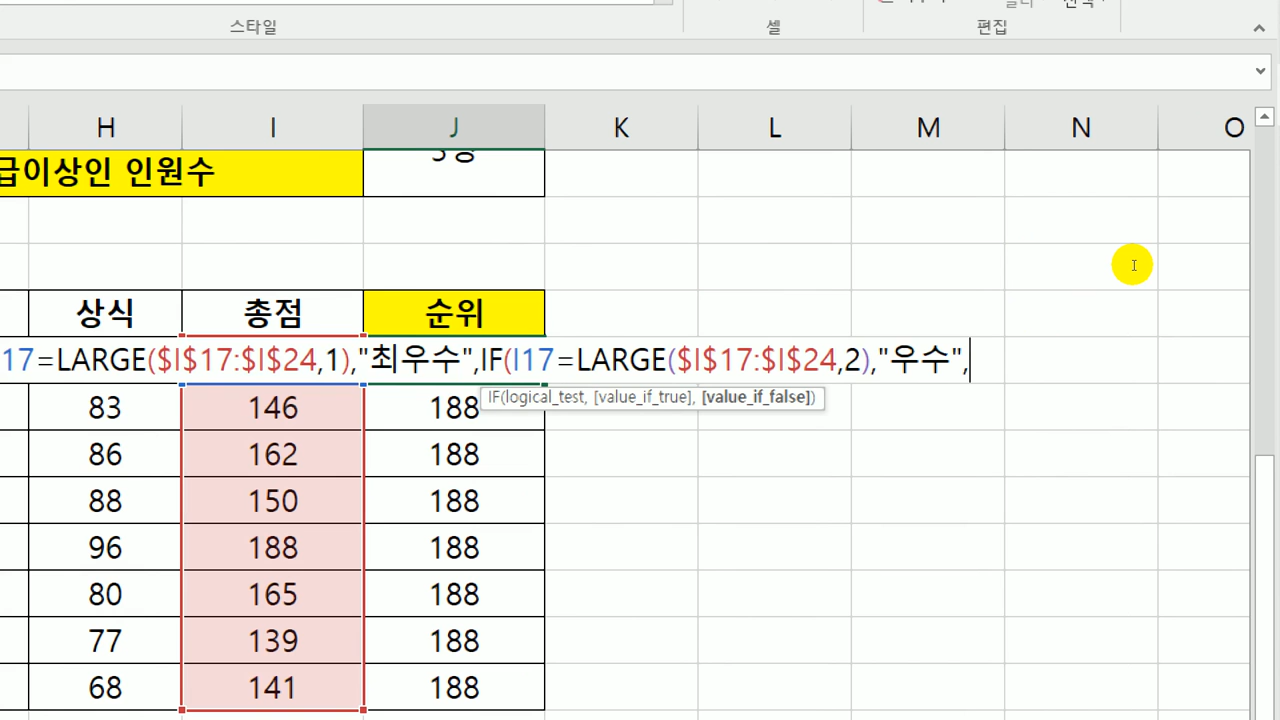 스타일 셀 편집
H I J K L M N O
급이상인 인원수
상식 총점 순위
17=LARGE($I$17:$I$24,1),"최우수",IF(I17=LARGE($I$17:$I$24,2),"우수",
IF(logical_test, [value_if_true], [value_if_false])
83 146 188
86 162 188
88 150 188
96 188 188
80 165 188
77 139 188
68 141 188